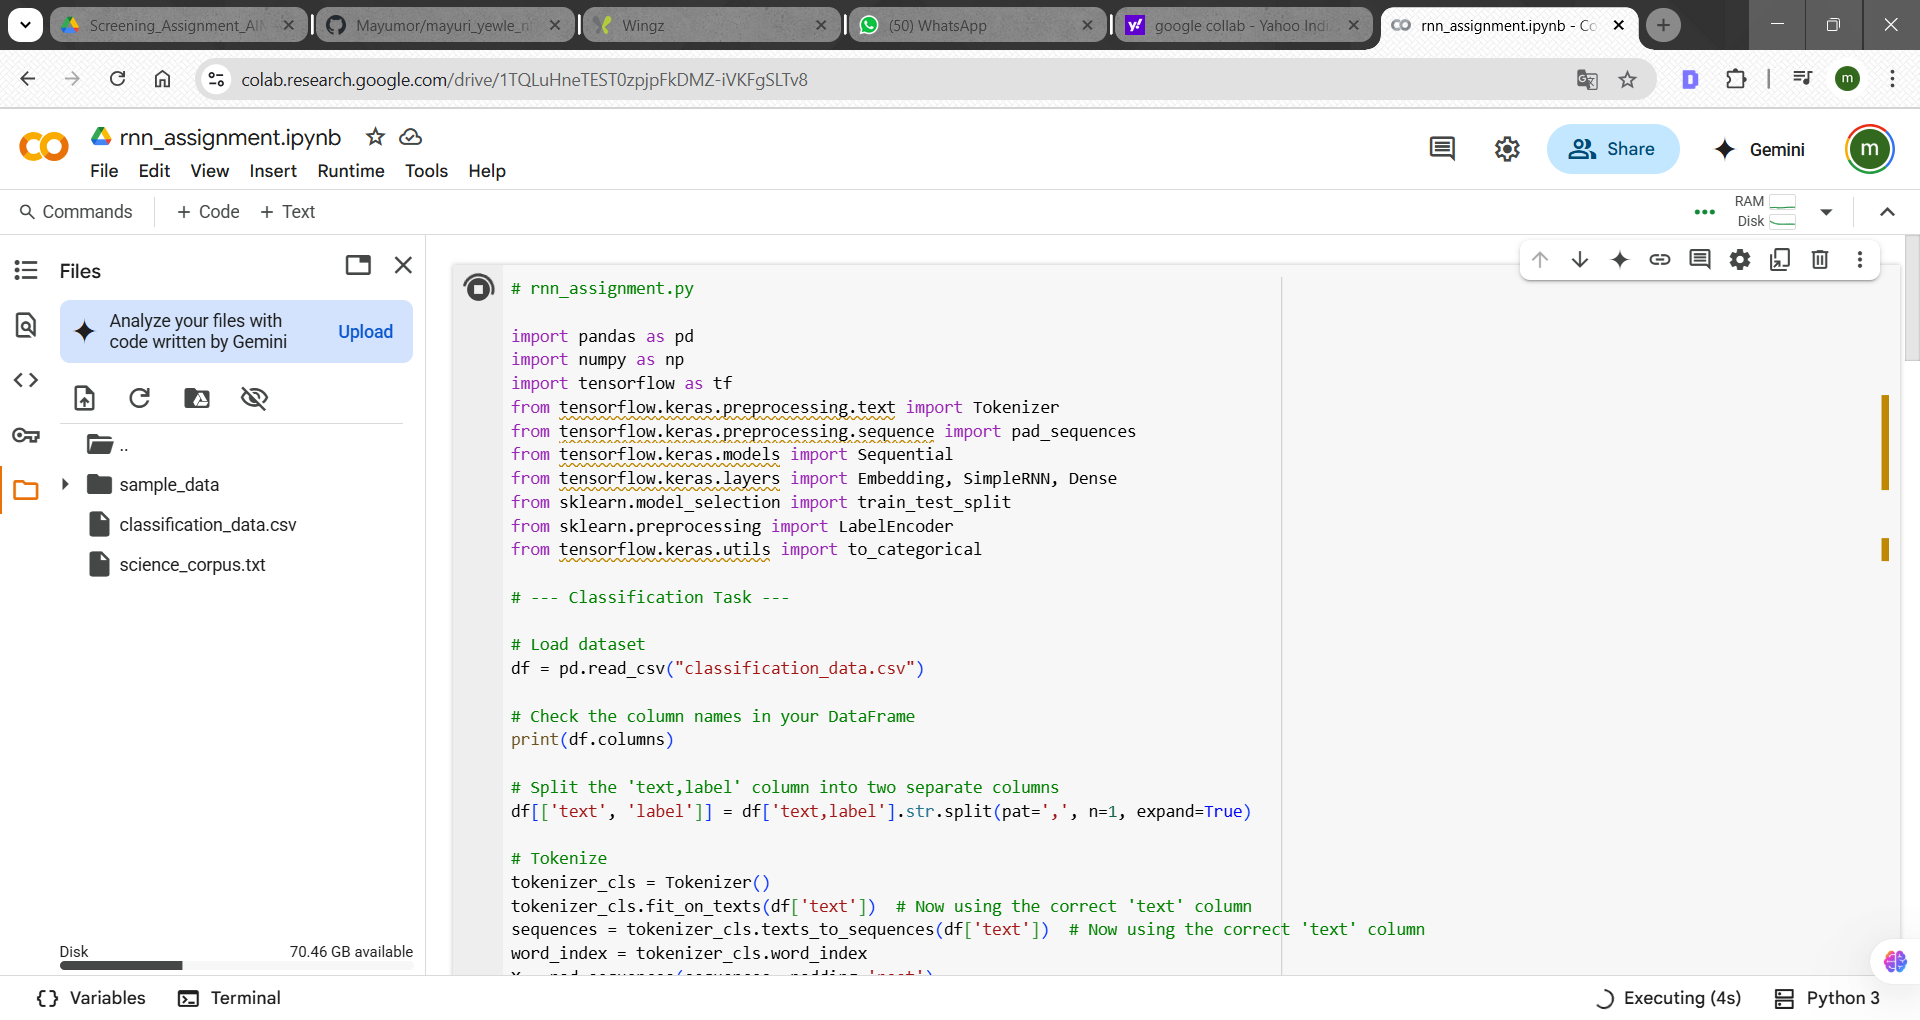 Screening_Assignment_AIM
Mayumor/mayuri_yewle_m
Wingz
(50) WhatsApp
google collab - Yahoo Indi
rnn_assignment.ipynb - Co
colab.research.google.com/drive/1TQLuHneTEST0zpjpFkDMZ-iVKFgSLTv8
m
rnn_assignment.ipynb
File Edit View Insert Runtime Tools Help
Share
Gemini
m
Commands
+ Code + Text
RAM
Disk
Files
Analyze your files with
code written by Gemini
Upload
..
sample_data
classification_data.csv
science_corpus.txt
Disk 70.46 GB available
# rnn_assignment.py
import pandas as pd
import numpy as np
import tensorflow as tf
from tensorflow.keras.preprocessing.text import Tokenizer
from tensorflow.keras.preprocessing.sequence import pad_sequences
from tensorflow.keras.models import Sequential
from tensorflow.keras.layers import Embedding, SimpleRNN, Dense
from sklearn.model_selection import train_test_split
from sklearn.preprocessing import LabelEncoder
from tensorflow.keras.utils import to_categorical
# --- Classification Task ---
# Load dataset
df = pd.read_csv("classification_data.csv")
# Check the column names in your DataFrame
print(df.columns)
# Split the 'text,label' column into two separate columns
df[['text', 'label']] = df['text,label'].str.split(pat=',', n=1, expand=True)
# Tokenize
tokenizer_cls = Tokenizer()
tokenizer_cls.fit_on_texts(df['text'])  # Now using the correct 'text' column
sequences = tokenizer_cls.texts_to_sequences(df['text'])  # Now using the correct 'text' column
word_index = tokenizer_cls.word_index
Variables
Terminal
Executing (4s)
Python 3